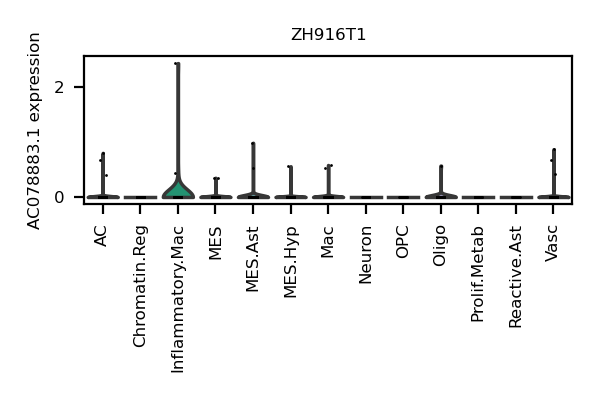 ZH916T1
AC078883.1 expression
2
0
AC
Chromatin.Reg
Inflammatory.Mac
MES
MES.Ast
MES.Hyp
Mac
Neuron
OPC
Oligo
Prolif.Metab
Reactive.Ast
Vasc